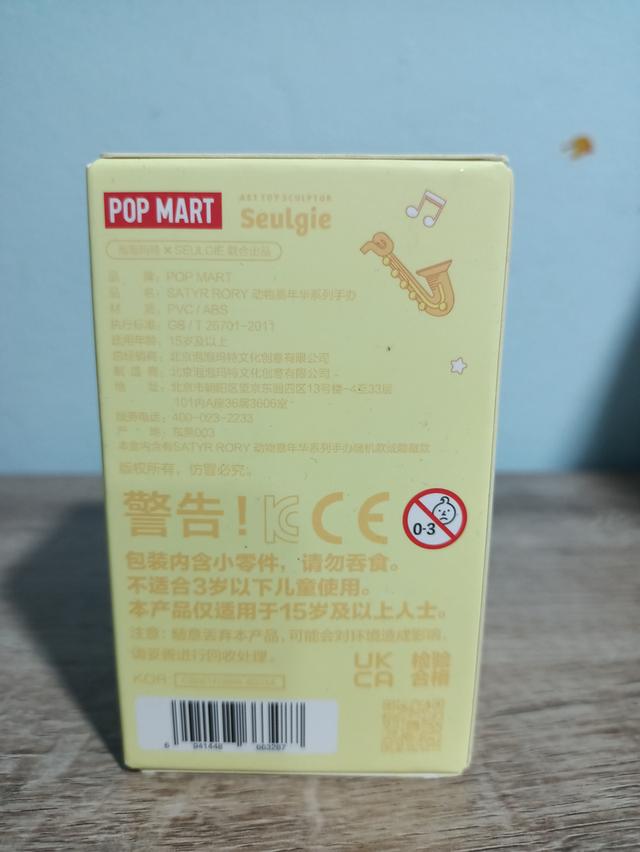 POP MART
ART TOY SCULPTOR
Seulgie
泡泡玛特 × SEULGIE 联合出品
品 牌：POP MART
品 名：SATYR RORY 动物嘉年华系列手办
材 质：PVC / ABS
执行标准：GB / T 26701-2011
适用年龄：15岁及以上
总经销商：北京泡泡玛特文化创意有限公司
制造商：北京泡泡玛特文化创意有限公司
地 址：北京市朝阳区望京东园四区13号楼-4至33层
101内A座36层3606室
服务电话：400-023-2233
产 地：东莞003
本盒内含有SATYR RORY 动物嘉年华系列手办随机款或隐藏款
版权所有，仿冒必究。
警告！ KC CE
0-3
包装内含小零件，请勿吞食。
不适合3岁以下儿童使用。
本产品仅适用于15岁及以上人士。
注意：随意丢弃本产品，可能会对环境造成影响，
请妥善进行回收处理。
UK
CA
检验
合格
KOR
6 941448 663287